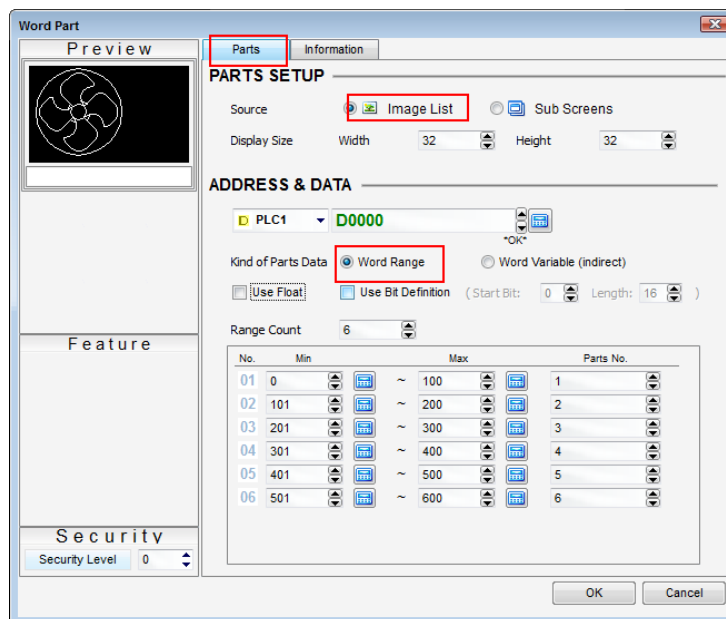 Word Part
Preview
Feature
Security
Security Level 0
Parts Information
PARTS SETUP
Source Image List Sub Screens
Display Size Width 32 Height 32
ADDRESS & DATA
D PLC1 D0000
*OK*
Kind of Parts Data Word Range Word Variable (indirect)
Use Float Use Bit Definition (Start Bit: 0 Length: 16 )
Range Count 6
No. Min Max Parts No.
01 0 ~ 100 1
02 101 ~ 200 2
03 201 ~ 300 3
04 301 ~ 400 4
05 401 ~ 500 5
06 501 ~ 600 6
OK Cancel